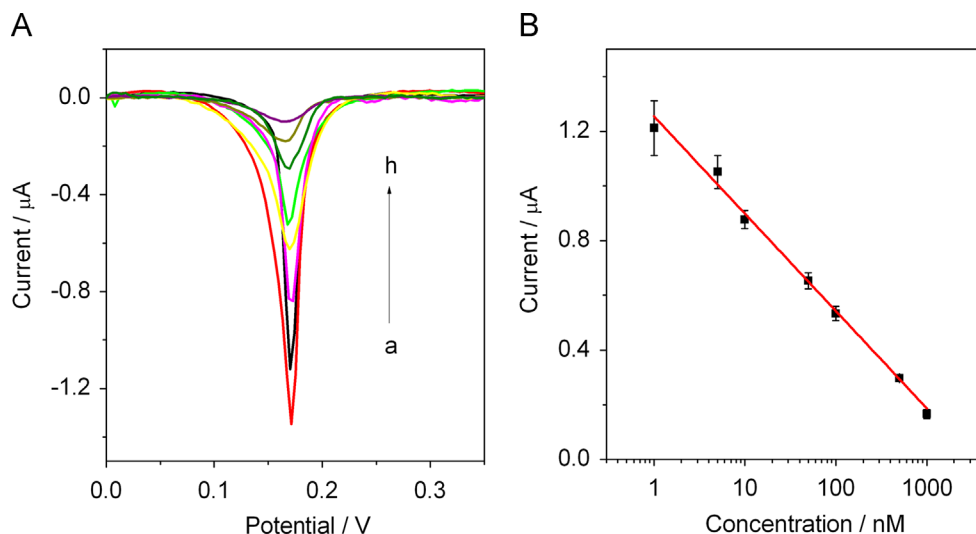 A
0.0
-0.4
-0.8
-1.2
Current / μA
h
a
0.0
0.1
0.2
0.3
Potential / V
B
1.2
0.8
0.4
0.0
Current / μA
1
10
100
1000
Concentration / nM